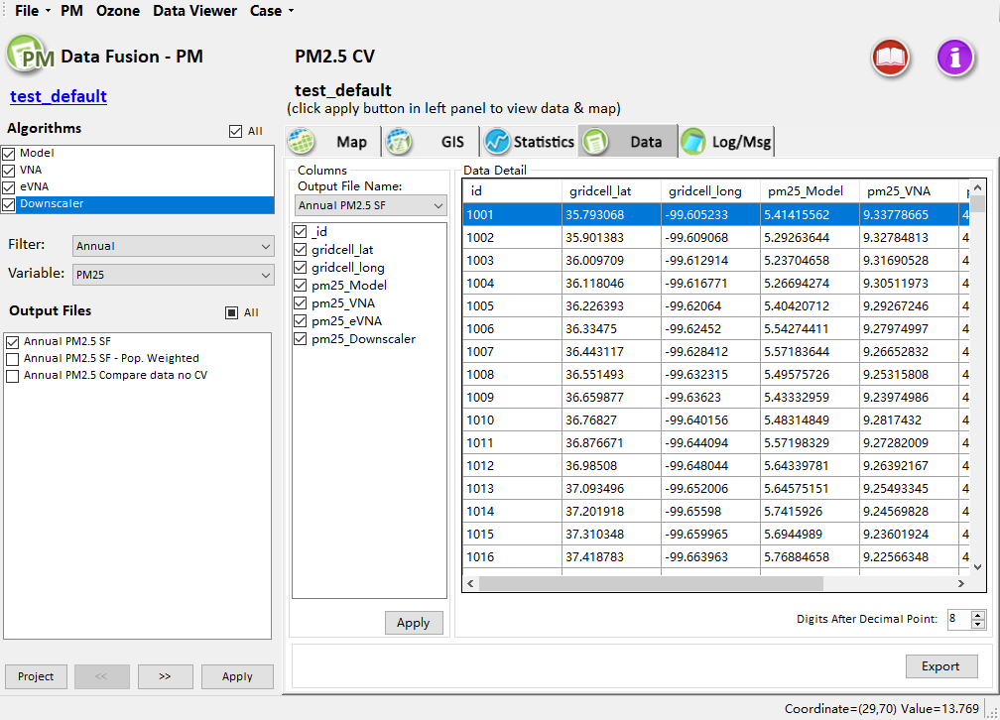 File PM Ozone Data Viewer Case
PM Data Fusion - PM
test_default
Algorithms All
Model
VNA
eVNA
Downscaler
Filter: Annual
Variable: PM25
Output Files All
Annual PM2.5 SF
Annual PM2.5 SF - Pop. Weighted
Annual PM2.5 Compare data no CV
Project << >> Apply
PM2.5 CV
test_default
(click apply button in left panel to view data & map)
Map GIS Statistics Data Log/Msg
Columns
Output File Name:
Annual PM2.5 SF
_id
gridcell_lat
gridcell_long
pm25_Model
pm25_VNA
pm25_eVNA
pm25_Downscaler
Apply
Data Detail
id gridcell_lat gridcell_long pm25_Model pm25_VNA
1001 35.793068 -99.605233 5.41415562 9.33778665 4
1002 35.901383 -99.609068 5.29263644 9.32784813 4
1003 36.009709 -99.612914 5.23704658 9.31690528 4
1004 36.118046 -99.616771 5.26694274 9.30511973 4
1005 36.226393 -99.62064 5.40420712 9.29267246 4
1006 36.33475 -99.62452 5.54274411 9.27974997 4
1007 36.443117 -99.628412 5.57183644 9.26652832 4
1008 36.551493 -99.632315 5.49575726 9.25315808 4
1009 36.659877 -99.63623 5.43332959 9.23974986 4
1010 36.76827 -99.640156 5.48314849 9.2817432 4
1011 36.876671 -99.644094 5.57198329 9.27282009 4
1012 36.98508 -99.648044 5.64339781 9.26392167 4
1013 37.093496 -99.652006 5.64575151 9.25493345 4
1014 37.201918 -99.65598 5.7415926 9.24569828 4
1015 37.310348 -99.659965 5.6944989 9.23601924 4
1016 37.418783 -99.663963 5.76884658 9.22566348 4
Digits After Decimal Point: 8
Export
Coordinate=(29,70) Value=13.769